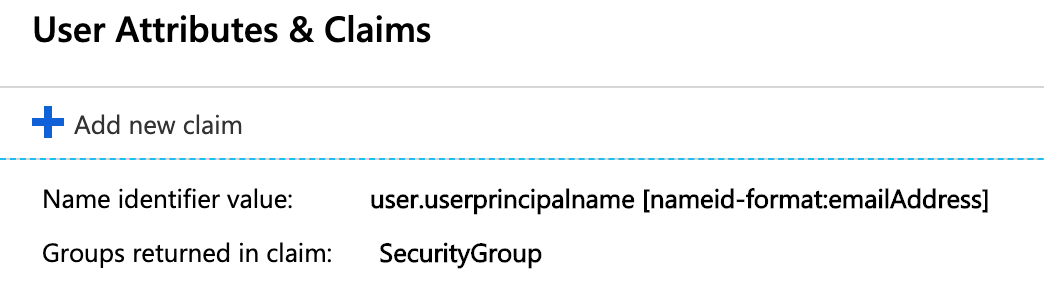 User Attributes & Claims
Add new claim
Name identifier value: user.userprincipalname [nameid-format:emailAddress]
Groups returned in claim: SecurityGroup